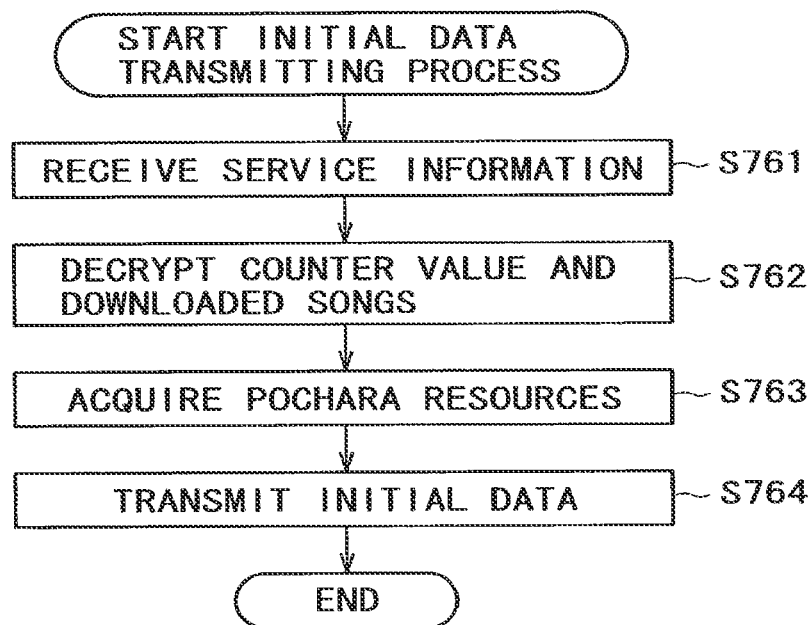 START INITIAL DATA
TRANSMITTING PROCESS
RECEIVE SERVICE INFORMATION
S761
DECRYPT COUNTER VALUE AND
DOWNLOADED SONGS
S762
ACQUIRE POCHARA RESOURCES
S763
TRANSMIT INITIAL DATA
S764
END